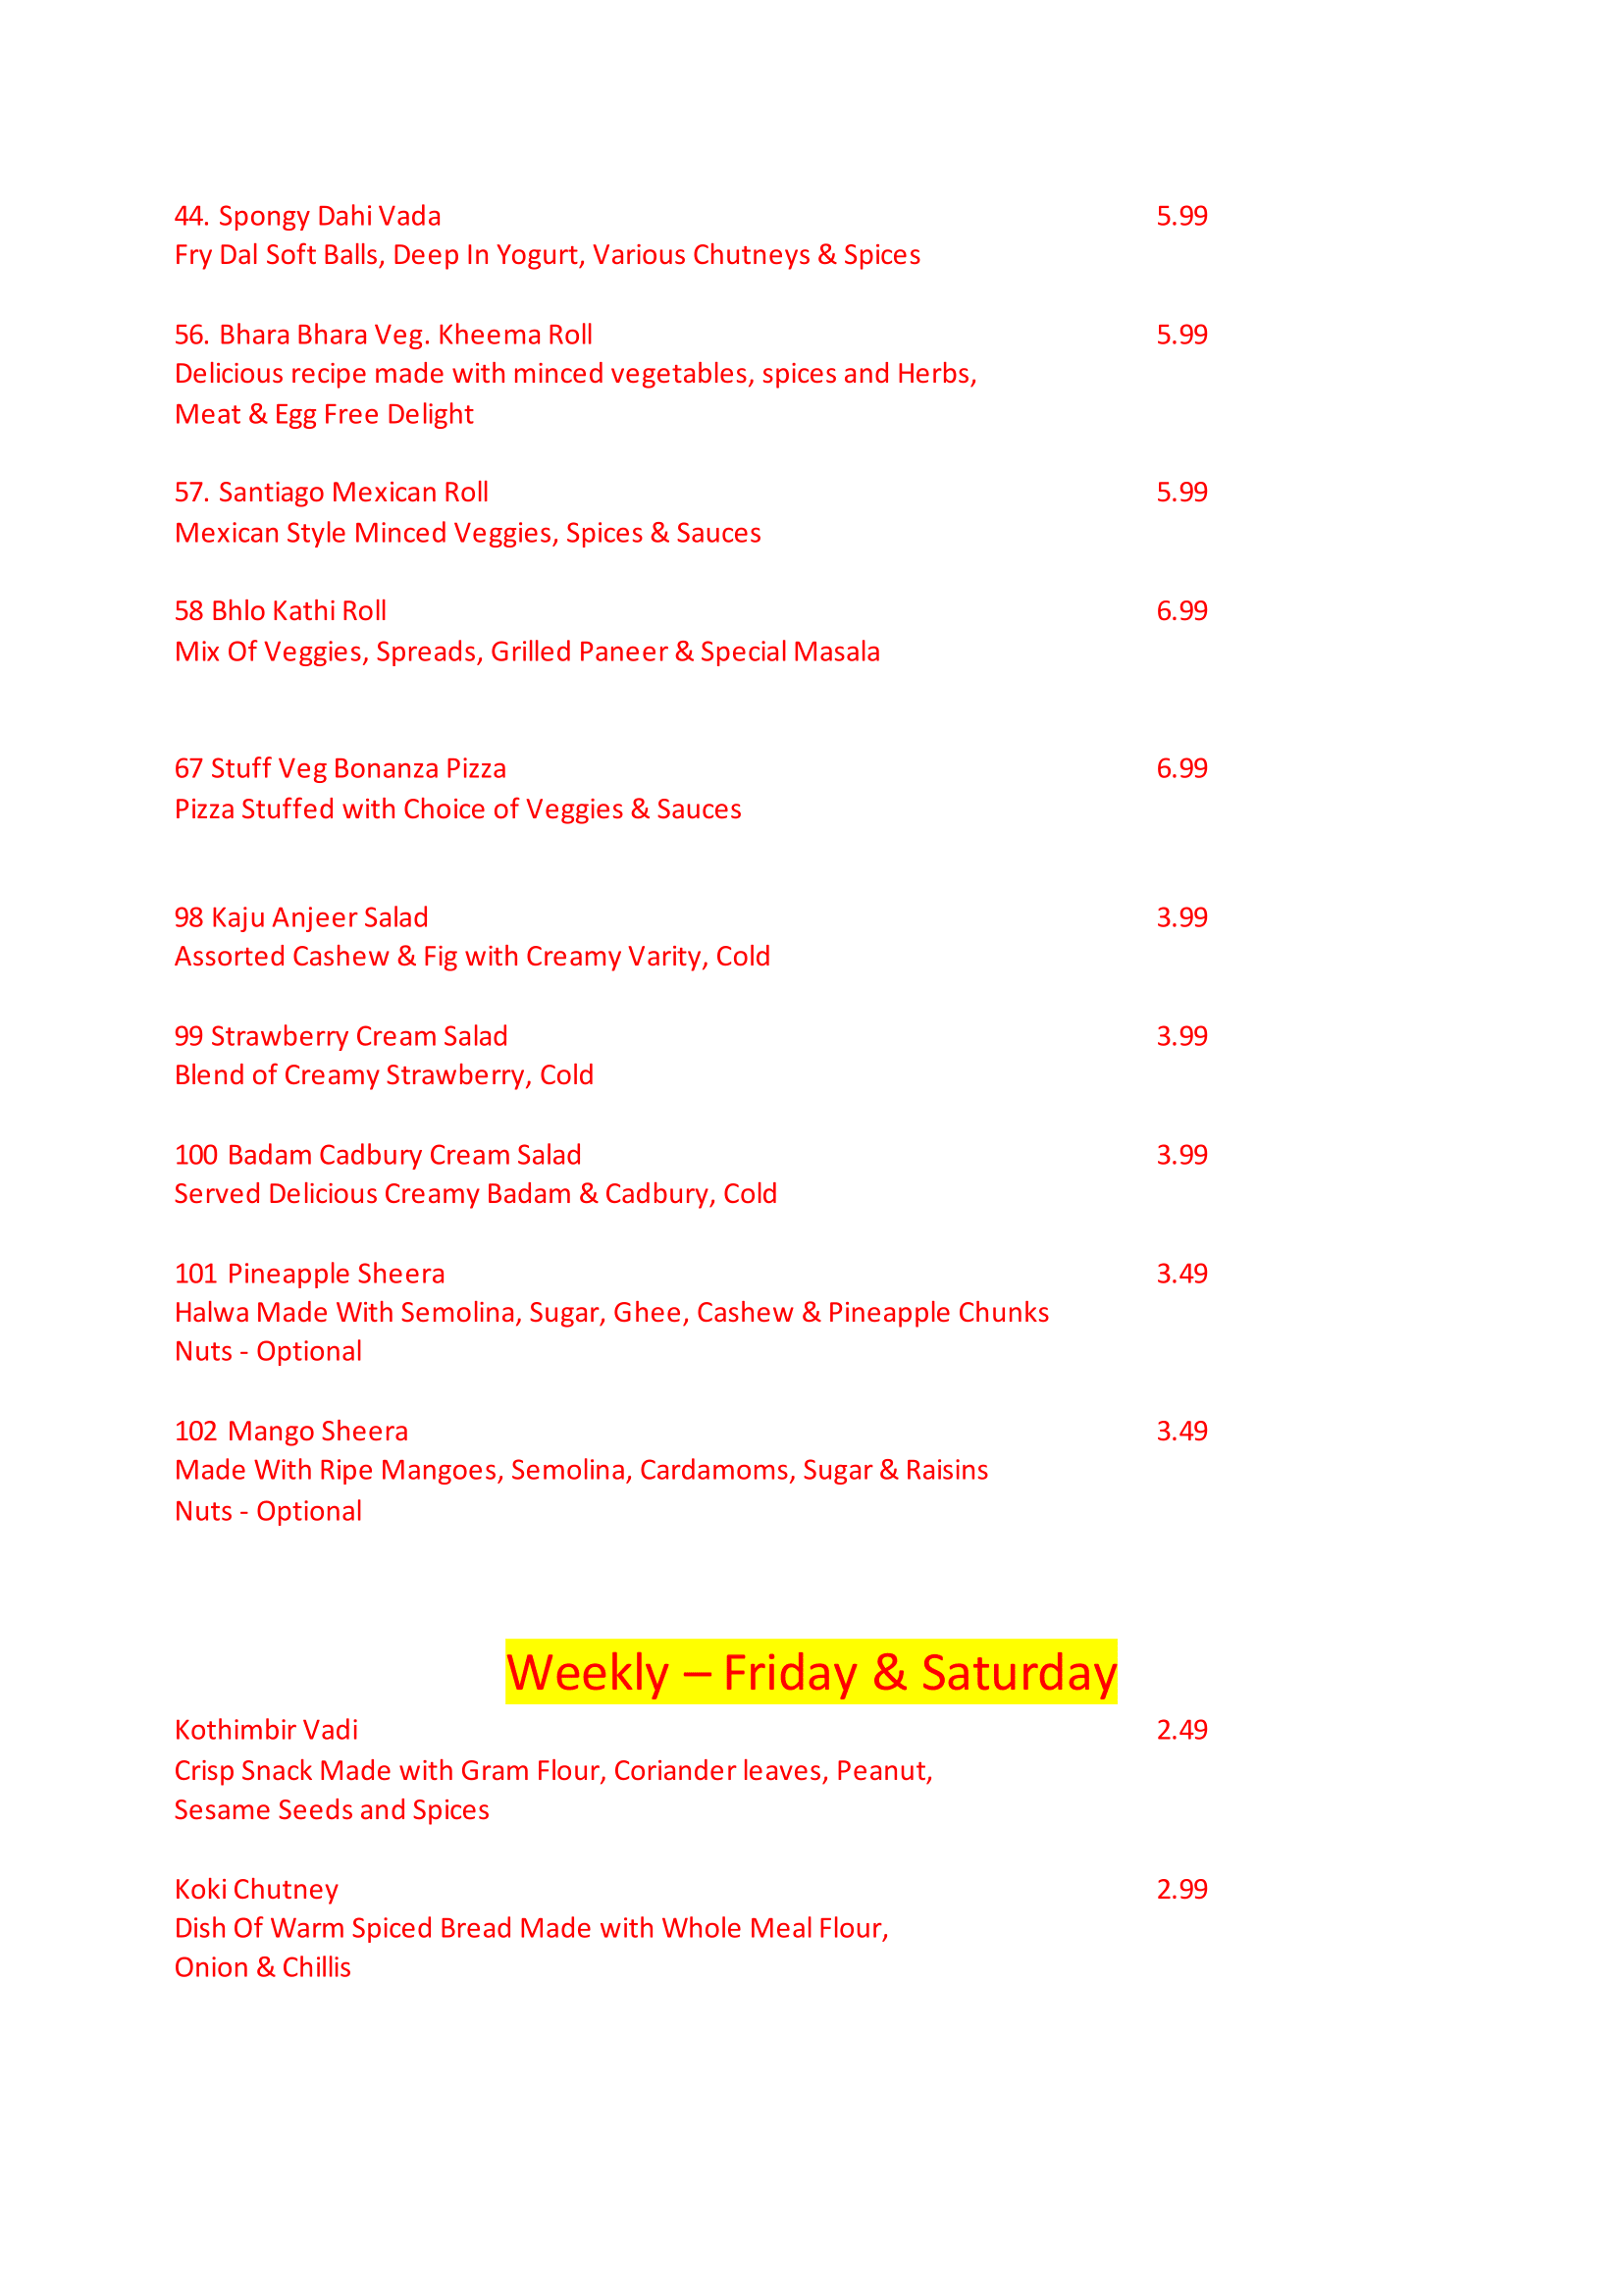 44. Spongy Dahi Vada 5.99
Fry Dal Soft Balls, Deep In Yogurt, Various Chutneys & Spices
56. Bhara Bhara Veg. Kheema Roll 5.99
Delicious recipe made with minced vegetables, spices and Herbs,
Meat & Egg Free Delight
57. Santiago Mexican Roll 5.99
Mexican Style Minced Veggies, Spices & Sauces
58 Bhlo Kathi Roll 6.99
Mix Of Veggies, Spreads, Grilled Paneer & Special Masala
67 Stuff Veg Bonanza Pizza 6.99
Pizza Stuffed with Choice of Veggies & Sauces
98 Kaju Anjeer Salad 3.99
Assorted Cashew & Fig with Creamy Varity, Cold
99 Strawberry Cream Salad 3.99
Blend of Creamy Strawberry, Cold
100 Badam Cadbury Cream Salad 3.99
Served Delicious Creamy Badam & Cadbury, Cold
101 Pineapple Sheera 3.49
Halwa Made With Semolina, Sugar, Ghee, Cashew & Pineapple Chunks
Nuts - Optional
102 Mango Sheera 3.49
Made With Ripe Mangoes, Semolina, Cardamoms, Sugar & Raisins
Nuts - Optional
Weekly – Friday & Saturday
Kothimbir Vadi 2.49
Crisp Snack Made with Gram Flour, Coriander leaves, Peanut,
Sesame Seeds and Spices
Koki Chutney 2.99
Dish Of Warm Spiced Bread Made with Whole Meal Flour,
Onion & Chillis